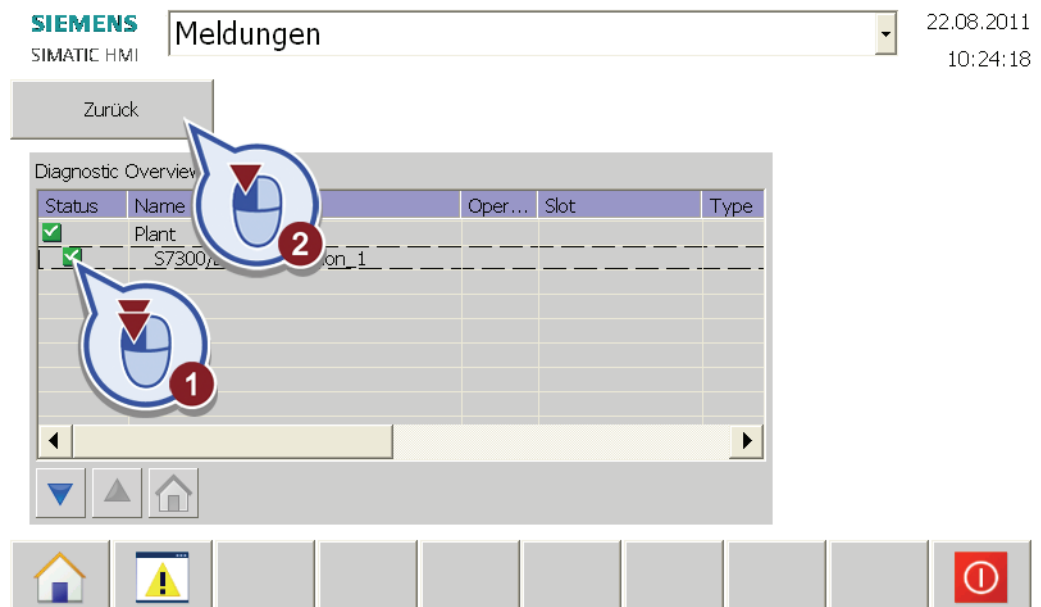 SIEMENS
SIMATIC HMI
Meldungen
22.08.2011
10:24:18
Zurück
Diagnostic Overview
Status Name Oper... Slot Type
Plant
S7300/ on_1
2
1